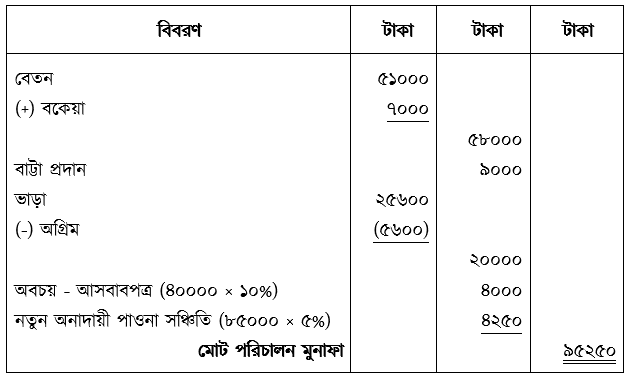 বিবরণ টাকা টাকা টাকা
বেতন ৫১০০০
(+) বকেয়া ৭০০০
৫৮০০০
বাট্টা প্রদান ৯০০০
ভাড়া ২৫৬০০
(-) অগ্রিম (৫৬০০)
২০০০০
অবচয় - আসবাবপত্র (৪০০০০ × ১০%) ৪০০০
নতুন অনাদায়ী পাওনা সঞ্চিতি (৮৫০০০ × ৫%) ৪২৫০
মোট পরিচালন মুনাফা ৯৫২৫০